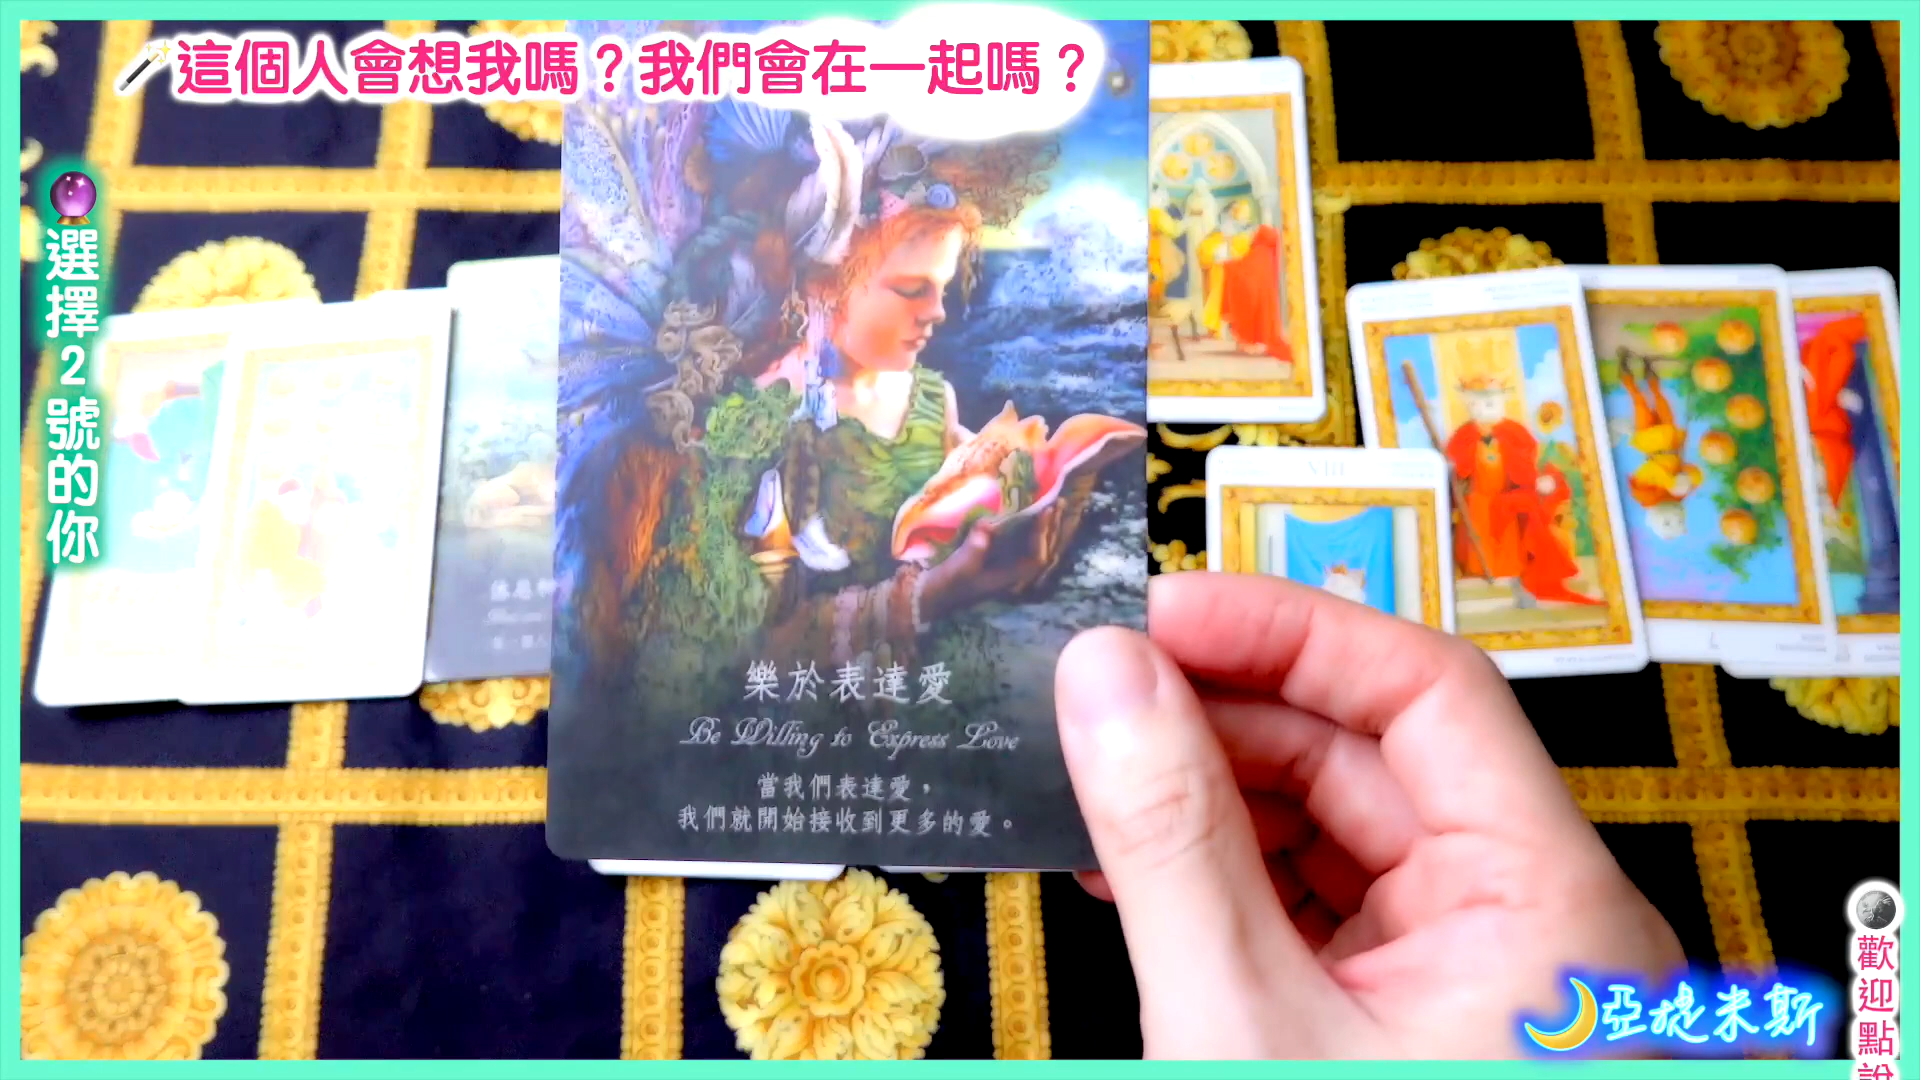 這個人會想我嗎？我們會在一起嗎？
選擇2號的你
VIII
樂於表達愛
Be Willing to Express Love
當我們表達愛，
我們就開始接收到更多的愛。
亞提米斯
歡迎點